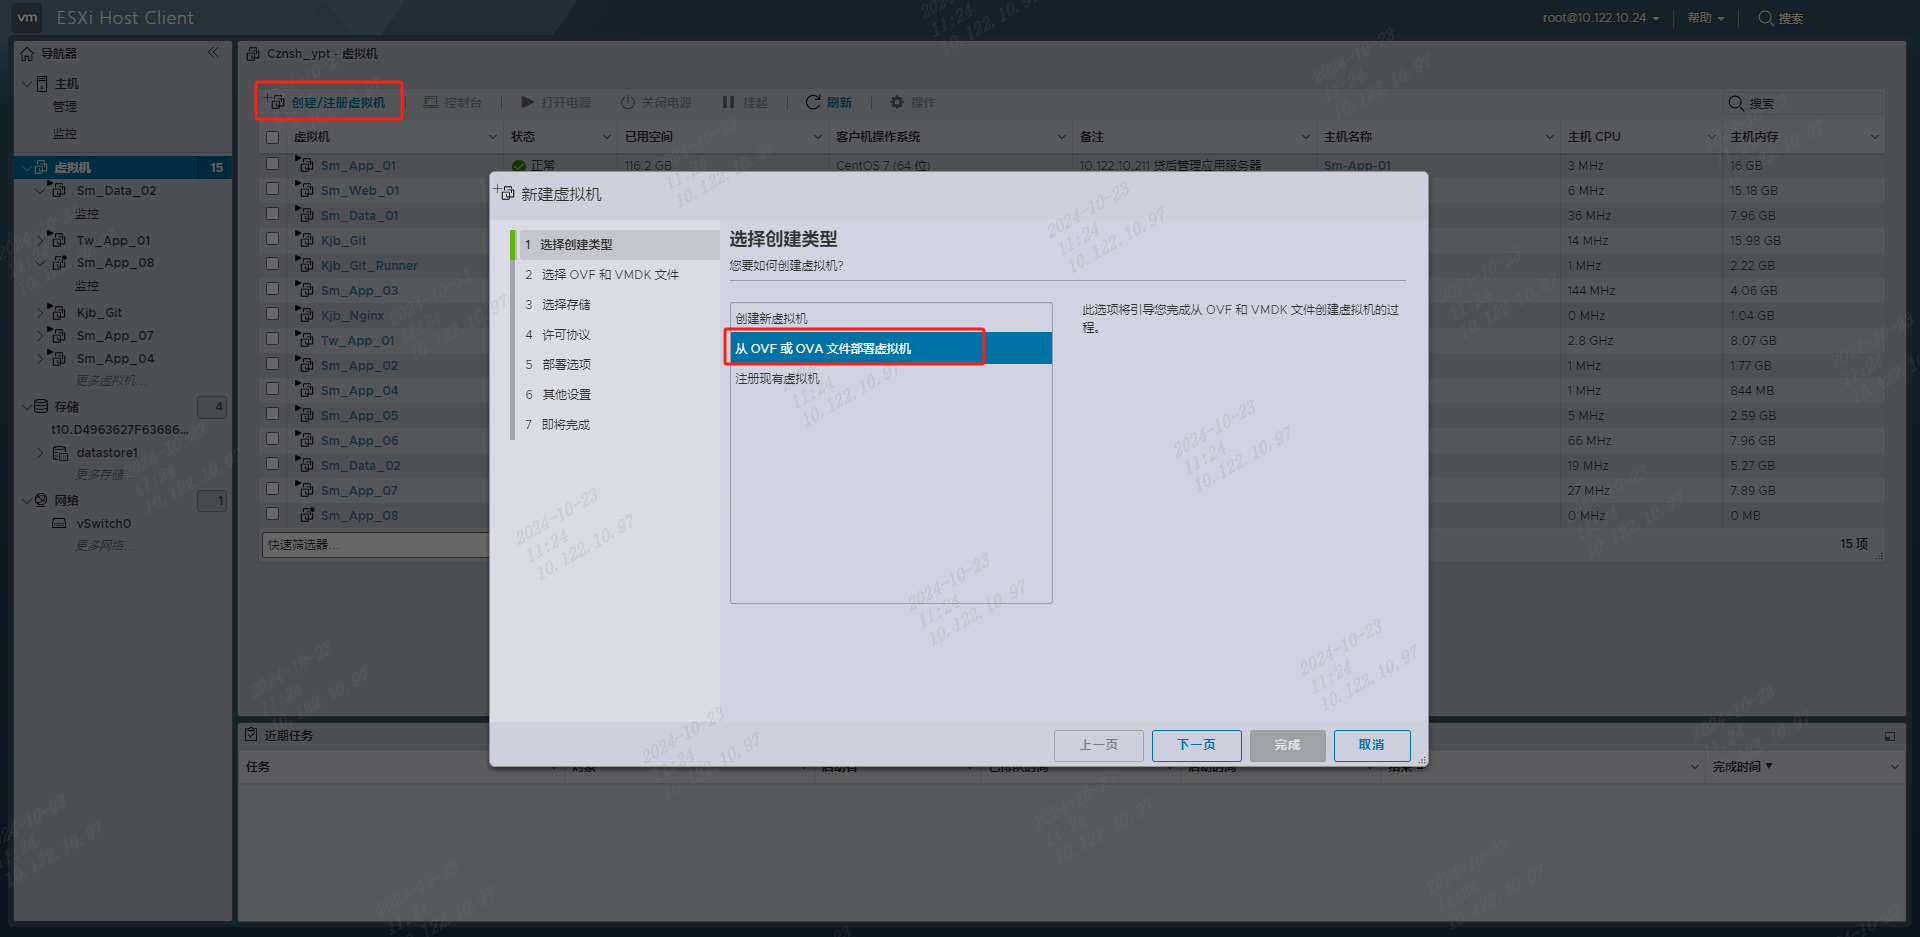 vm ESXi Host Client
root@10.122.10.24 帮助 搜索
导航器
主机
管理
监控
虚拟机 15
Sm_Data_02
监控
Tw_App_01
Sm_App_08
监控
Kjb_Git
Sm_App_07
Sm_App_04
更多虚拟机...
存储 4
t10.D4963627F63686...
datastore1
更多存储...
网络 1
vSwitch0
更多网络...
Cznsh_ypt - 虚拟机
创建/注册虚拟机 控制台 打开电源 关闭电源 挂起 刷新 操作 搜索
虚拟机 状态 已用空间 客户机操作系统 备注 主机名称 主机 CPU 主机内存
Sm_App_01 正常 116.2 GB CentOS 7 (64 位) 10.122.10.211 贷后管理应用服务器 Sm-App-01 3 MHz 16 GB
Sm_Web_01 6 MHz 15.18 GB
Sm_Data_01 36 MHz 7.96 GB
Kjb_Git 14 MHz 15.98 GB
Kjb_Git_Runner 1 MHz 2.22 GB
Sm_App_03 144 MHz 4.06 GB
Kjb_Nginx 0 MHz 1.04 GB
Tw_App_01 2.8 GHz 8.07 GB
Sm_App_02 1 MHz 1.77 GB
Sm_App_04 1 MHz 844 MB
Sm_App_05 5 MHz 2.59 GB
Sm_App_06 66 MHz 7.96 GB
Sm_Data_02 19 MHz 5.27 GB
Sm_App_07 27 MHz 7.89 GB
Sm_App_08 0 MHz 0 MB
快速筛选器... 15 项
新建虚拟机
1 选择创建类型
2 选择 OVF 和 VMDK 文件
3 选择存储
4 许可协议
5 部署选项
6 其他设置
7 即将完成
选择创建类型
您要如何创建虚拟机?
创建新虚拟机
从 OVF 或 OVA 文件部署虚拟机
注册现有虚拟机
此选项将引导您完成从 OVF 和 VMDK 文件创建虚拟机的过
程。
上一页 下一页 完成 取消
近期任务
任务 对象 启动者 已排队时间 启动时间 结果 完成时间
2024-10-23
11:24
10.122.10.97